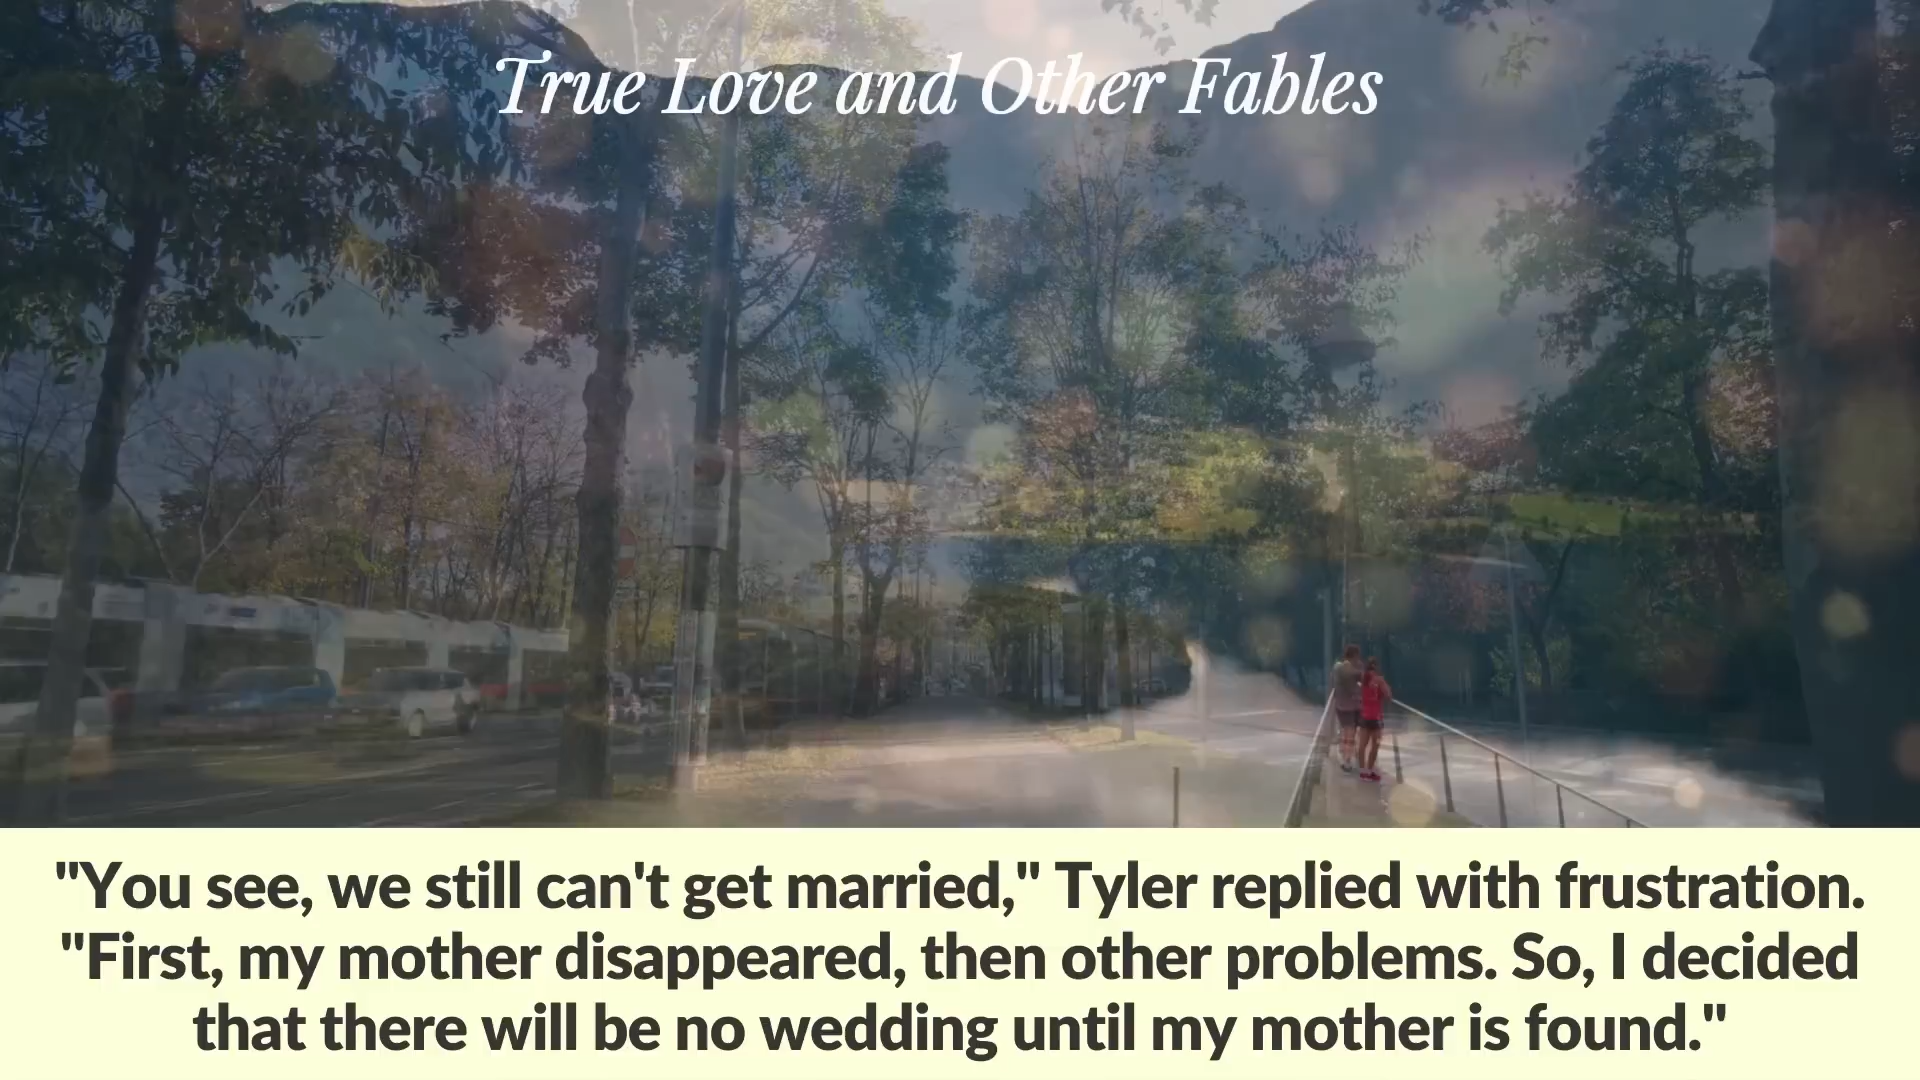 True Love and Other Fables
"You see, we still can't get married," Tyler replied with frustration.
"First, my mother disappeared, then other problems. So, I decided
that there will be no wedding until my mother is found."